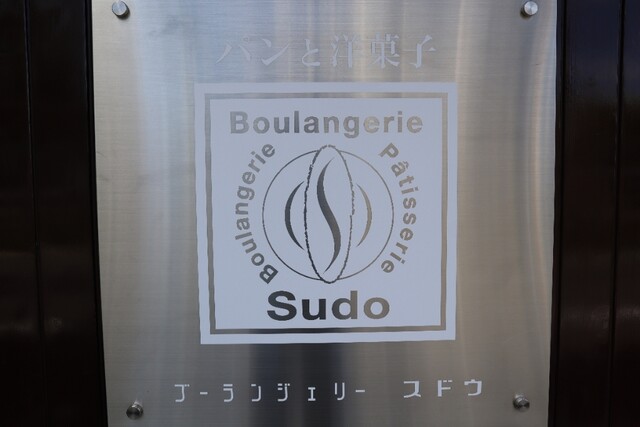 パンと洋菓子
Boulangerie
Boulangerie
Pâtisserie
Sudo
ブーランジェリー スドウ